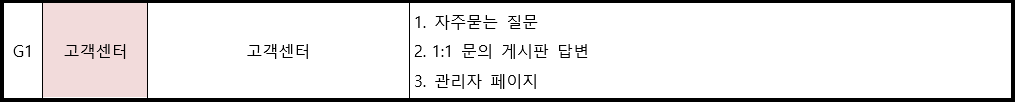 G1
고객센터
고객센터
1. 자주묻는 질문
2. 1:1 문의 게시판 답변
3. 관리자 페이지